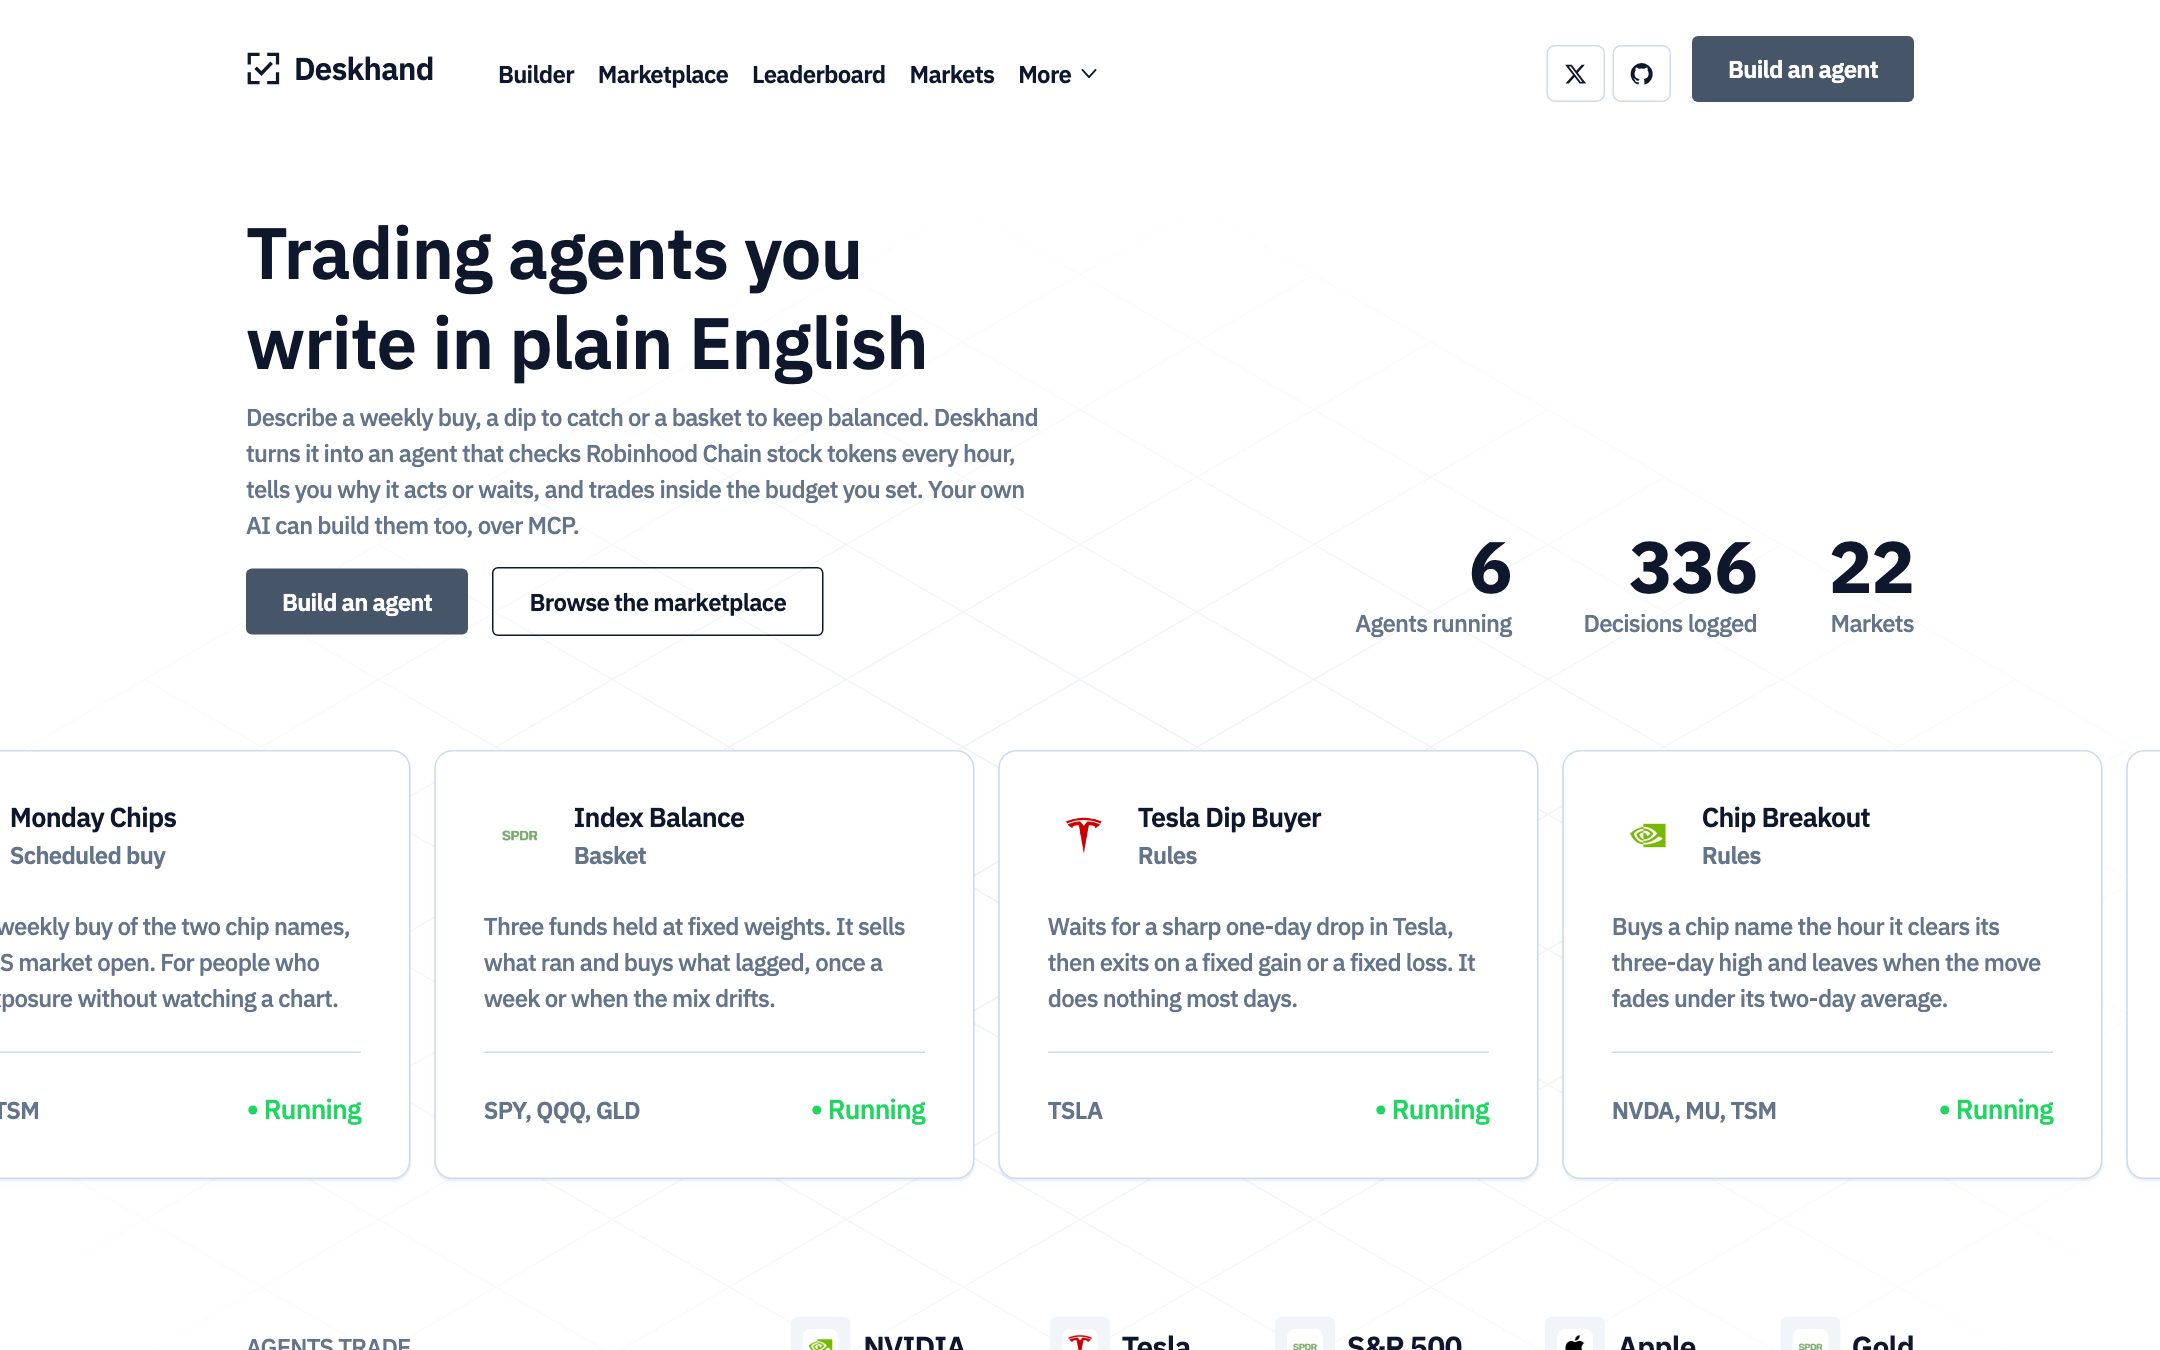 Deskhand
Builder Marketplace Leaderboard Markets More
Build an agent
Trading agents you
write in plain English
Describe a weekly buy, a dip to catch or a basket to keep balanced. Deskhand
turns it into an agent that checks Robinhood Chain stock tokens every hour,
tells you why it acts or waits, and trades inside the budget you set. Your own
AI can build them too, over MCP.
Build an agent
Browse the marketplace
6
Agents running
336
Decisions logged
22
Markets
Monday Chips
Scheduled buy
weekly buy of the two chip names,
S market open. For people who
posure without watching a chart.
TSM
• Running
SPDR
Index Balance
Basket
Three funds held at fixed weights. It sells
what ran and buys what lagged, once a
week or when the mix drifts.
SPY, QQQ, GLD
• Running
Tesla Dip Buyer
Rules
Waits for a sharp one-day drop in Tesla,
then exits on a fixed gain or a fixed loss. It
does nothing most days.
TSLA
• Running
Chip Breakout
Rules
Buys a chip name the hour it clears its
three-day high and leaves when the move
fades under its two-day average.
NVDA, MU, TSM
• Running
AGENTS TRADE
NVIDIA
Tesla
SPDR
S&P 500
Apple
SPDR
Gold